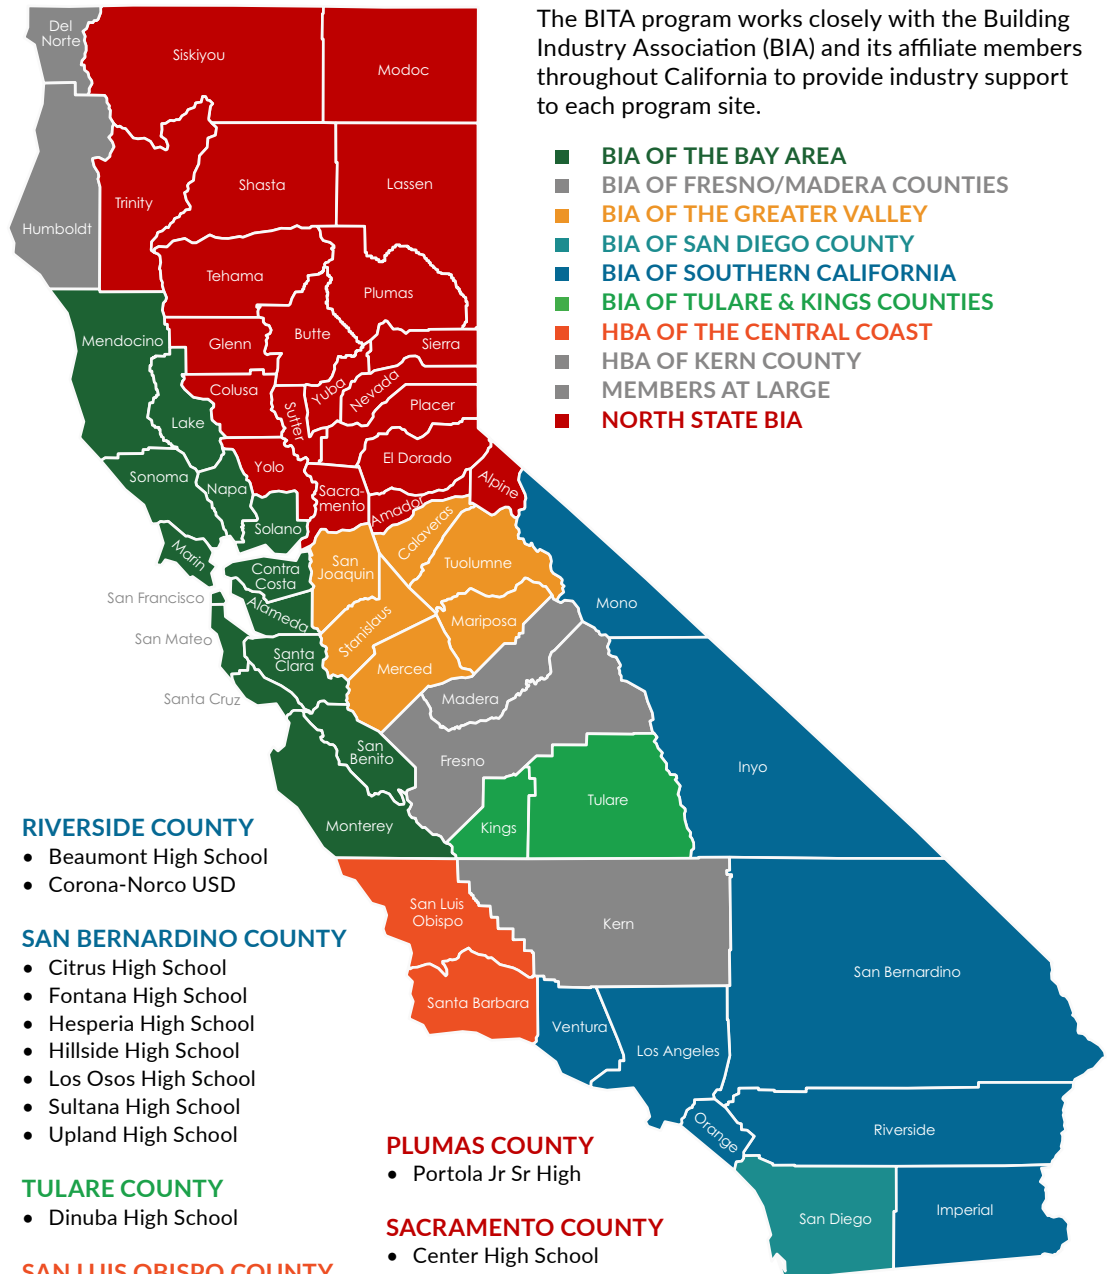 The BITA program works closely with the Building
Industry Association (BIA) and its affiliate members
throughout California to provide industry support
to each program site.
BIA OF THE BAY AREA
BIA OF FRESNO/MADERA COUNTIES
BIA OF THE GREATER VALLEY
BIA OF SAN DIEGO COUNTY
BIA OF SOUTHERN CALIFORNIA
BIA OF TULARE & KINGS COUNTIES
HBA OF THE CENTRAL COAST
HBA OF KERN COUNTY
MEMBERS AT LARGE
NORTH STATE BIA
Del
Norte
Siskiyou
Modoc
Humboldt
Trinity
Shasta
Lassen
Tehama
Plumas
Mendocino
Glenn
Butte
Sierra
Colusa
Sutter
Yuba
Nevada
Placer
Lake
El Dorado
Yolo
Sonoma
Napa
Sacra-
mento
Alpine
Amador
Solano
Calaveras
Marin
Contra
Costa
San
Joaquin
Tuolumne
San Francisco
Alameda
Mono
San Mateo
Stanislaus
Mariposa
Santa
Clara
Merced
Santa Cruz
Madera
San
Benito
Fresno
Inyo
Tulare
Kings
Monterey
San Luis
Obispo
Kern
San Bernardino
Santa Barbara
Ventura
Los Angeles
Orange
Riverside
San Diego
Imperial
RIVERSIDE COUNTY
• Beaumont High School
• Corona-Norco USD
SAN BERNARDINO COUNTY
• Citrus High School
• Fontana High School
• Hesperia High School
• Hillside High School
• Los Osos High School
• Sultana High School
• Upland High School
TULARE COUNTY
• Dinuba High School
SAN LUIS OBISPO COUNTY
PLUMAS COUNTY
• Portola Jr Sr High
SACRAMENTO COUNTY
• Center High School